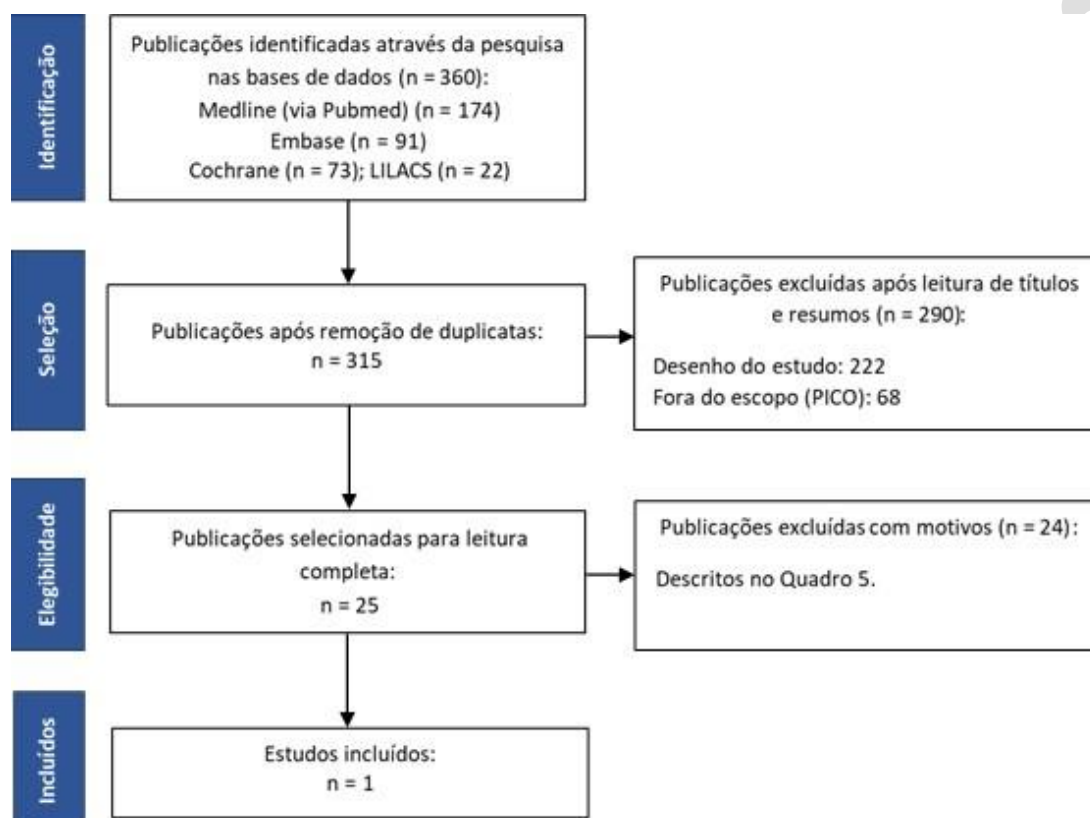 Identificação
Publicações identificadas através da pesquisa
nas bases de dados (n = 360):
Medline (via Pubmed) (n = 174)
Embase (n = 91)
Cochrane (n = 73); LILACS (n = 22)
Seleção
Publicações após remoção de duplicatas:
n = 315
Publicações excluídas após leitura de títulos
e resumos (n = 290):
Desenho do estudo: 222
Fora do escopo (PICO): 68
Elegibilidade
Publicações selecionadas para leitura
completa:
n = 25
Publicações excluídas com motivos (n = 24):
Descritos no Quadro 5.
Incluídos
Estudos incluídos:
n = 1